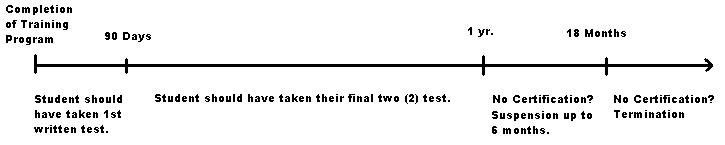 Completion
of Training
Program
90 Days
1 yr.
18 Months
Student should
have taken 1st
written test.
Student should have taken their final two (2) test.
No Certification?
Suspension up to
6 months.
No Certification?
Termination